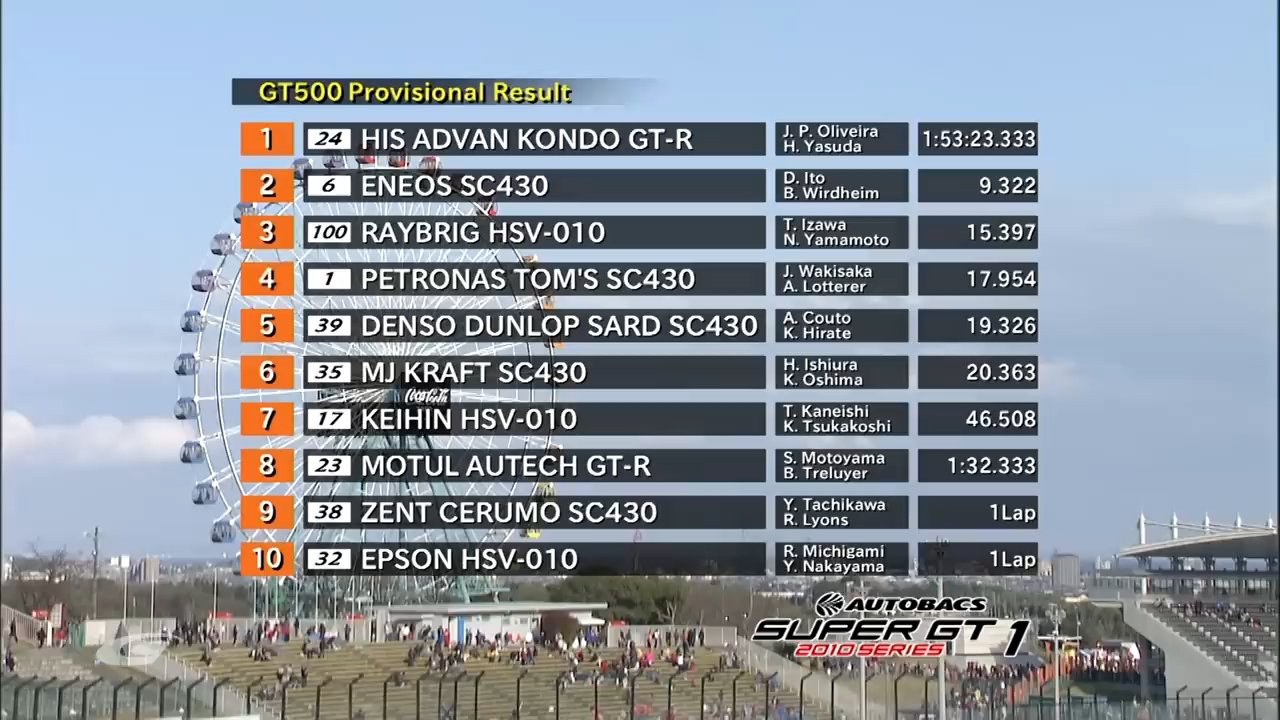 GT500 Provisional Result
1 24 HIS ADVAN KONDO GT-R J. P. Oliveira H. Yasuda 1:53:23.333
2 6 ENEOS SC430 D. Ito B. Wirdheim 9.322
3 100 RAYBRIG HSV-010 T. Izawa N. Yamamoto 15.397
4 1 PETRONAS TOM'S SC430 J. Wakisaka A. Lotterer 17.954
5 39 DENSO DUNLOP SARD SC430 A. Couto K. Hirate 19.326
6 35 MJ KRAFT SC430 H. Ishiura K. Oshima 20.363
Coca-Cola
7 17 KEIHIN HSV-010 T. Kaneishi K. Tsukakoshi 46.508
8 23 MOTUL AUTECH GT-R S. Motoyama B. Treluyer 1:32.333
9 38 ZENT CERUMO SC430 Y. Tachikawa R. Lyons 1Lap
10 32 EPSON HSV-010 R. Michigami Y. Nakayama 1Lap
AUTOBACS
SUPER GT 1
2010 SERIES